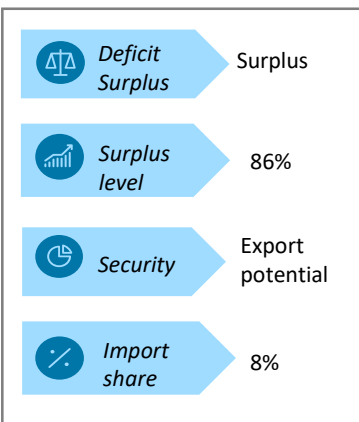 Deficit
Surplus
Surplus
Surplus
level
86%
Security
Export
potential
Import
share
8%